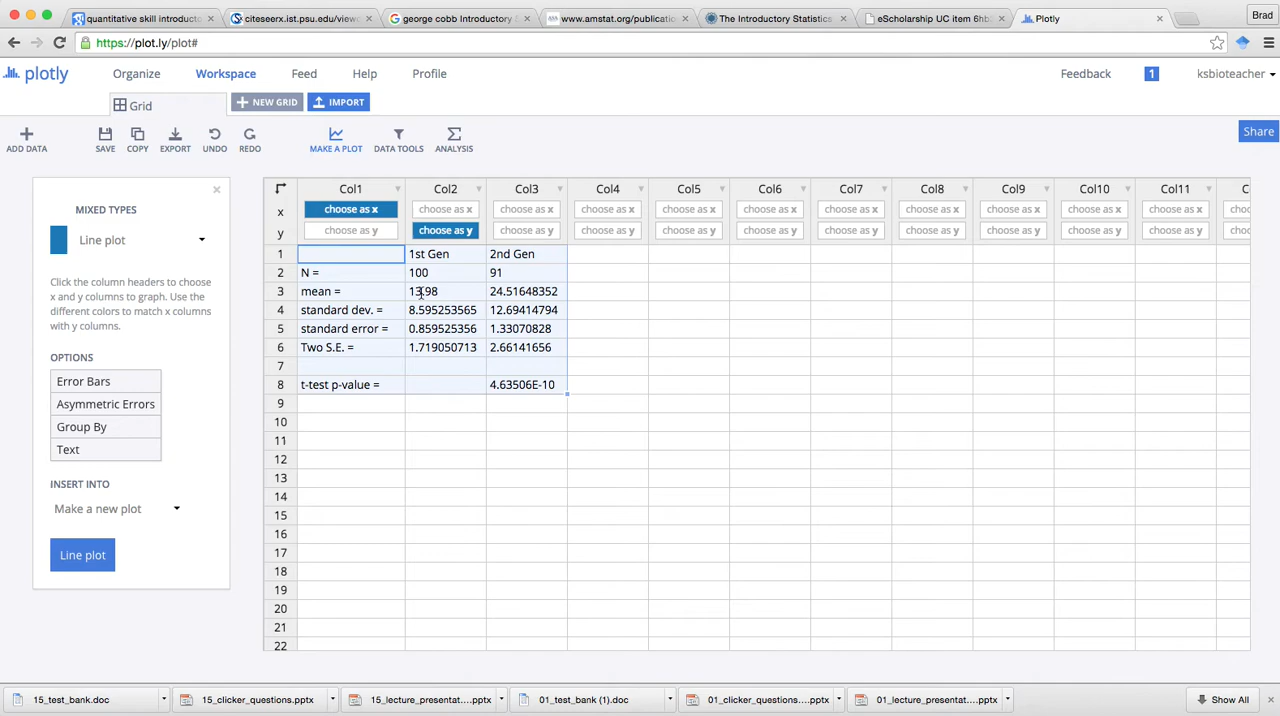 quantitative skill introduct
citeseerx.ist.psu.edu/view
george cobb Introductory
www.amstat.org/publicatio
The Introductory Statistics
eScholarship UC item 6hb
Plotly
Brad
https://plot.ly/plot#
plotly
Organize
Workspace
Feed
Help
Profile
Feedback
1
ksbioteacher
Grid
NEW GRID
IMPORT
ADD DATA
SAVE
COPY
EXPORT
UNDO
REDO
MAKE A PLOT
DATA TOOLS
ANALYSIS
Share
MIXED TYPES
Line plot
Click the column headers to choose
x and y columns to graph. Use the
different colors to match x columns
with y columns.
OPTIONS
Error Bars
Asymmetric Errors
Group By
Text
INSERT INTO
Make a new plot
Line plot
Col1 Col2 Col3 Col4 Col5 Col6 Col7 Col8 Col9 Col10 Col11 C
x choose as x choose as x choose as x choose as x choose as x choose as x choose as x choose as x choose as x choose as x choose as x
y choose as y choose as y choose as y choose as y choose as y choose as y choose as y choose as y choose as y choose as y choose as y
1 1st Gen 2nd Gen
2 N = 100 91
3 mean = 13.98 24.51648352
4 standard dev. = 8.595253565 12.69414794
5 standard error = 0.859525356 1.33070828
6 Two S.E. = 1.719050713 2.66141656
7
8 t-test p-value = 4.63506E-10
9
10
11
12
13
14
15
16
17
18
19
20
21
22
15_test_bank.doc
15_clicker_questions.pptx
15_lecture_presentat....pptx
01_test_bank (1).doc
01_clicker_questions....pptx
01_lecture_presentat....pptx
Show All